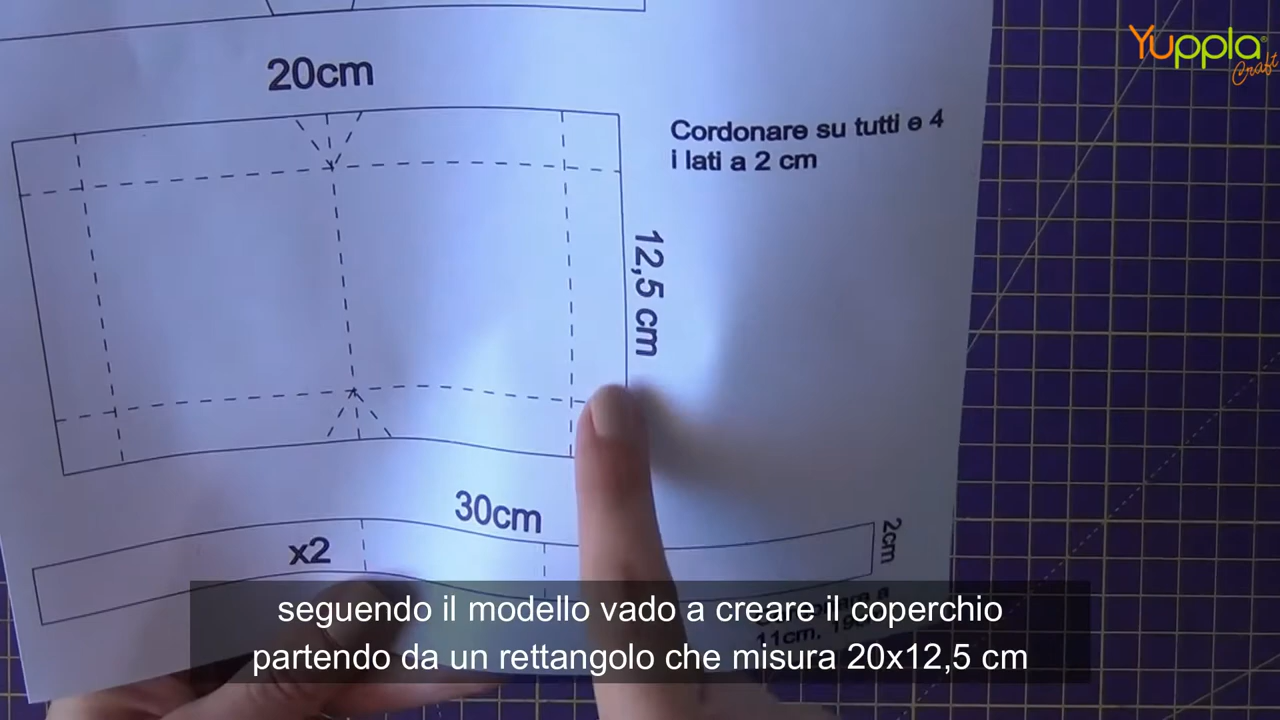 Yuppla®
Craft
20cm
Cordonare su tutti e 4
i lati a 2 cm
12,5 cm
30cm
x2
2cm
seguendo il modello vado a creare il coperchio
partendo da un rettangolo che misura 20x12,5 cm